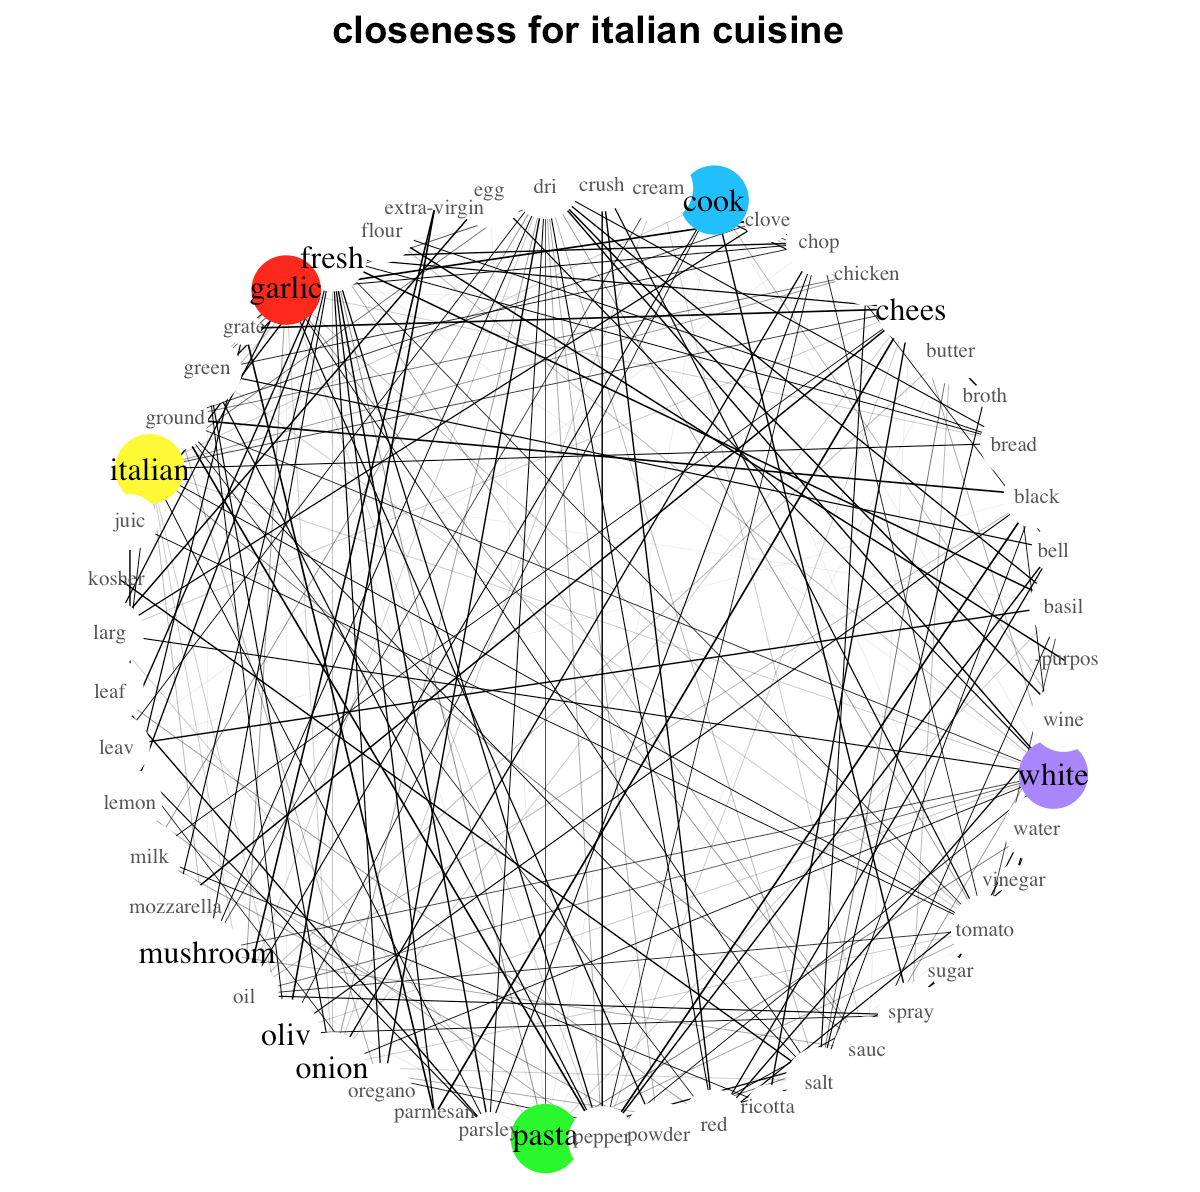 closeness for italian cuisine
egg
dri
crush
cream
cook
clove
extra-virgin
flour
chop
fresh
chicken
garlic
chees
grate
butter
green
broth
ground
bread
italian
black
juic
bell
kosher
basil
larg
-purpos
leaf
wine
leav
white
lemon
water
milk
vinegar
mozzarella
tomato
mushroom
sugar
oil
spray
oliv
sauc
onion
salt
oregano
ricotta
parmesan
red
parsley
pasta
pepper
powder